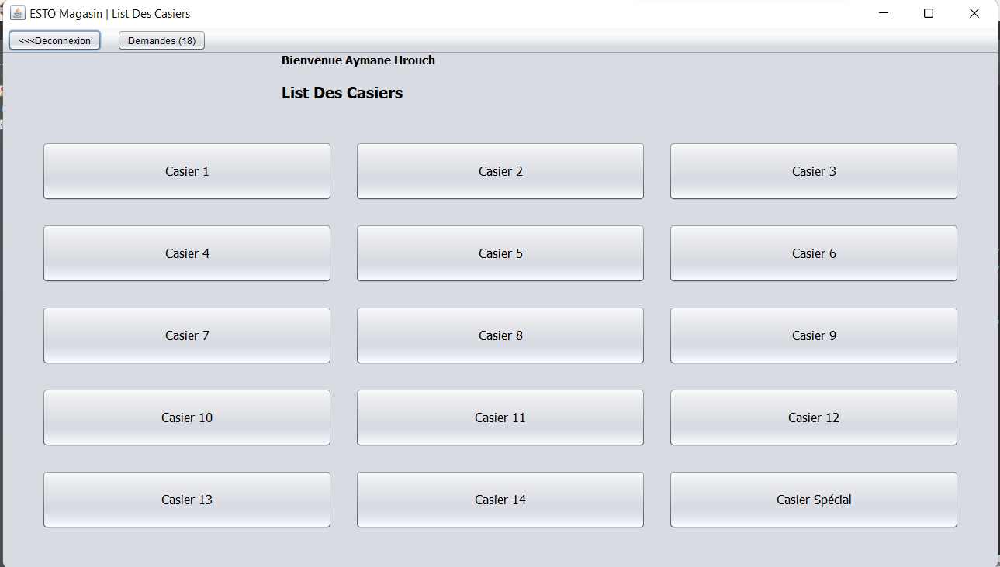 ESTO Magasin | List Des Casiers
<<<Deconnexion Demandes (18)
Bienvenue Aymane Hrouch
List Des Casiers
Casier 1 Casier 2 Casier 3
Casier 4 Casier 5 Casier 6
Casier 7 Casier 8 Casier 9
Casier 10 Casier 11 Casier 12
Casier 13 Casier 14 Casier Spécial